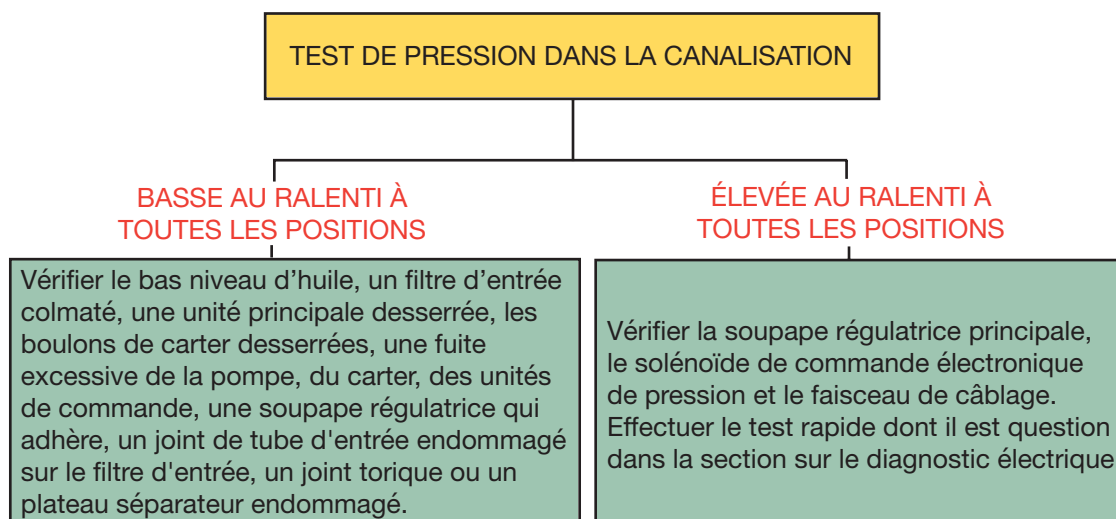 TEST DE PRESSION DANS LA CANALISATION
BASSE AU RALENTI À
TOUTES LES POSITIONS
Vérifier le bas niveau d'huile, un filtre d'entrée
colmaté, une unité principale desserrée, les
boulons de carter desserrées, une fuite
excessive de la pompe, du carter, des unités
de commande, une soupape régulatrice qui
adhère, un joint de tube d'entrée endommagé
sur le filtre d'entrée, un joint torique ou un
plateau séparateur endommagé.
ÉLEVÉE AU RALENTI À
TOUTES LES POSITIONS
Vérifier la soupape régulatrice principale,
le solénoïde de commande électronique
de pression et le faisceau de câblage.
Effectuer le test rapide dont il est question
dans la section sur le diagnostic électrique